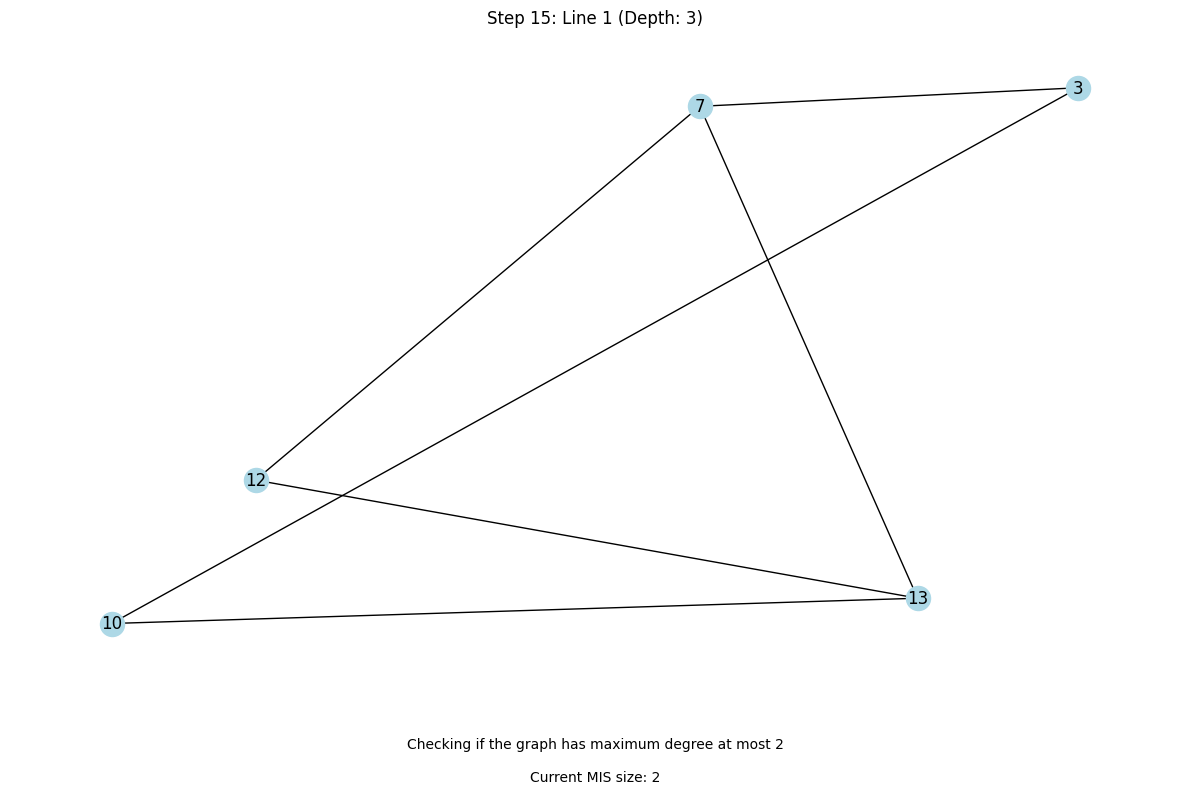 Step 15: Line 1 (Depth: 3)
3
7
12
13
10
Checking if the graph has maximum degree at most 2
Current MIS size: 2